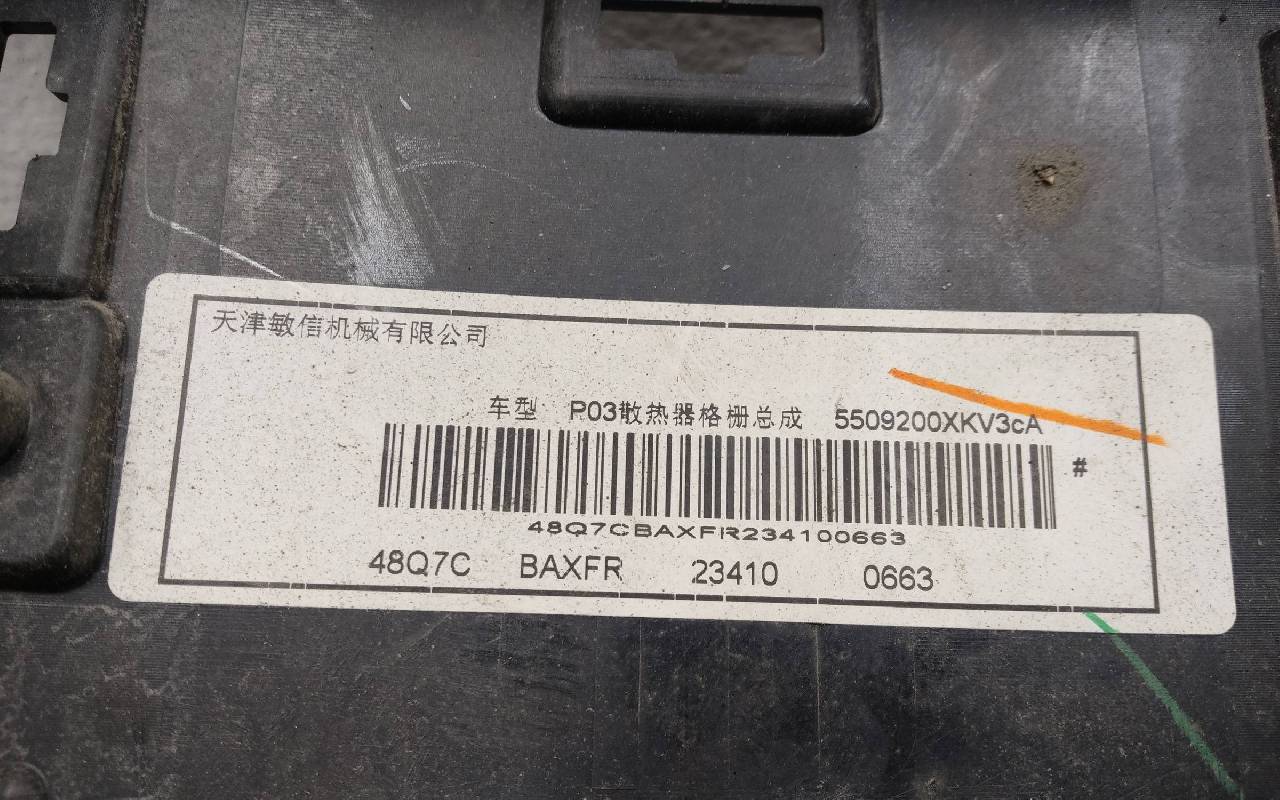 天津敏信机械有限公司
车型 P03散热器格栅总成 5509200XKV3cA
#
48Q7CBAXFR234100663
48Q7C BAXFR 23410 0663